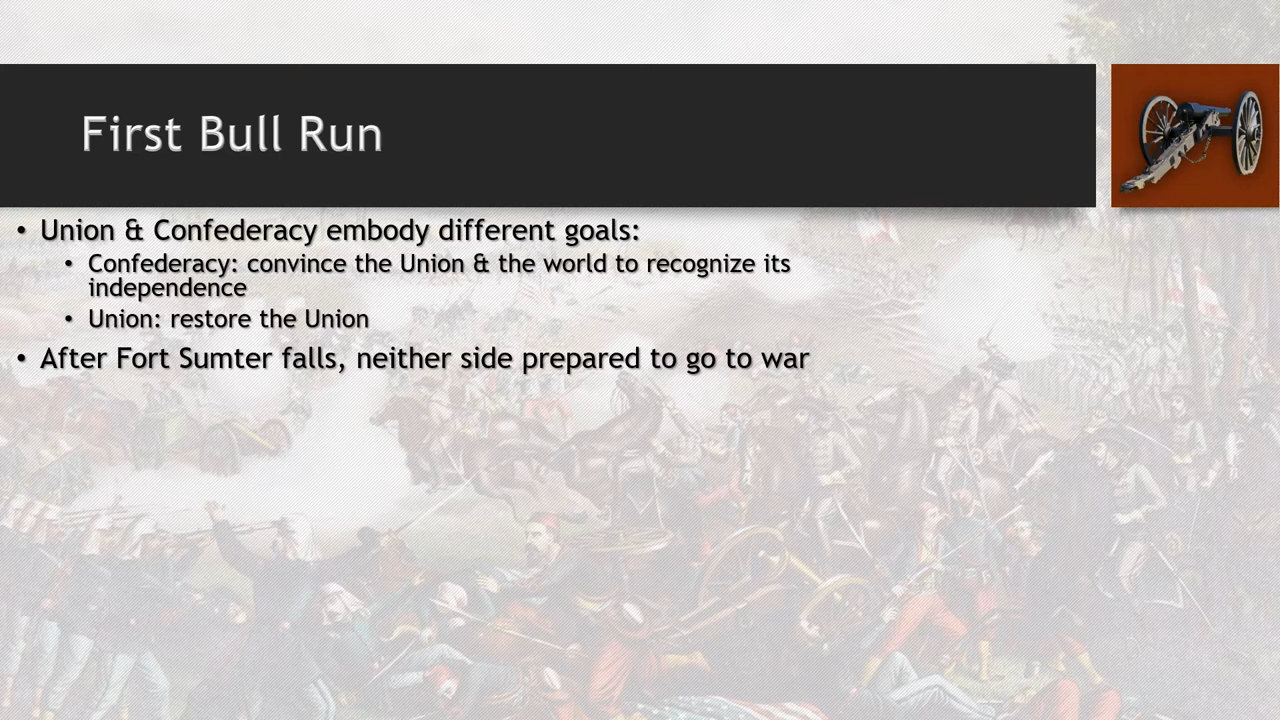 First Bull Run
• Union & Confederacy embody different goals:
• Confederacy: convince the Union & the world to recognize its
independence
• Union: restore the Union
• After Fort Sumter falls, neither side prepared to go to war